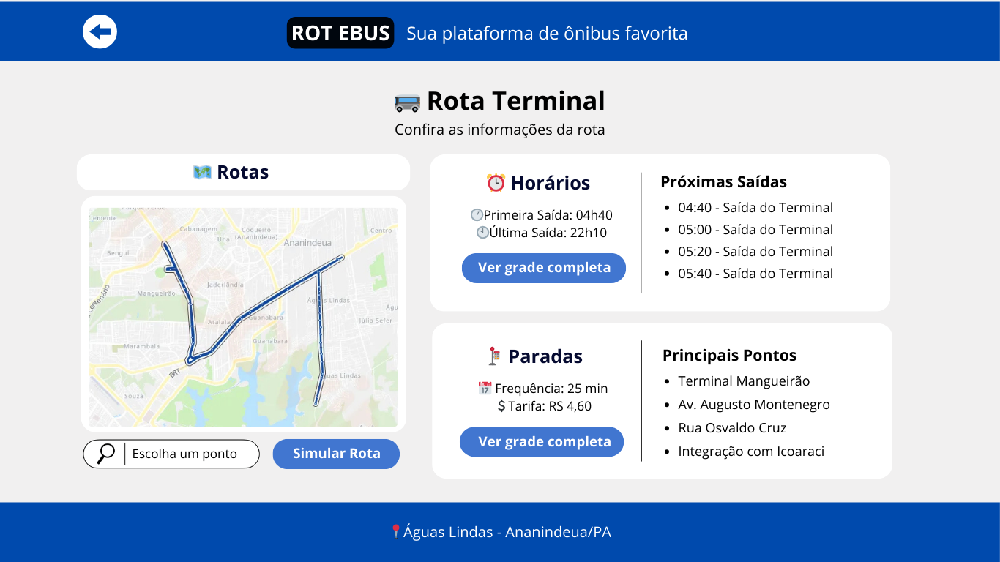 ROT EBUS Sua plataforma de ônibus favorita
Rota Terminal
Confira as informações da rota
Rotas
Parque Verde
Clemente
Cabanagem
Una
Coqueiro
(Ananindeua)
Ananindeua
Centro
Benguí
Jaderlândia
Mangueirão
Centenário
Águas Lindas
Atalaia
Guanabara
Júlia Sefer
Guanabara
Marambaia
BRT
guas Lindas
Souza
Escolha um ponto
Simular Rota
Horários
Primeira Saída: 04h40
Última Saída: 22h10
Ver grade completa
Próximas Saídas
• 04:40 - Saída do Terminal
• 05:00 - Saída do Terminal
• 05:20 - Saída do Terminal
• 05:40 - Saída do Terminal
Paradas
17 Frequência: 25 min
$ Tarifa: RS 4,60
Ver grade completa
Principais Pontos
• Terminal Mangueirão
• Av. Augusto Montenegro
• Rua Osvaldo Cruz
• Integração com Icoaraci
Águas Lindas - Ananindeua/PA